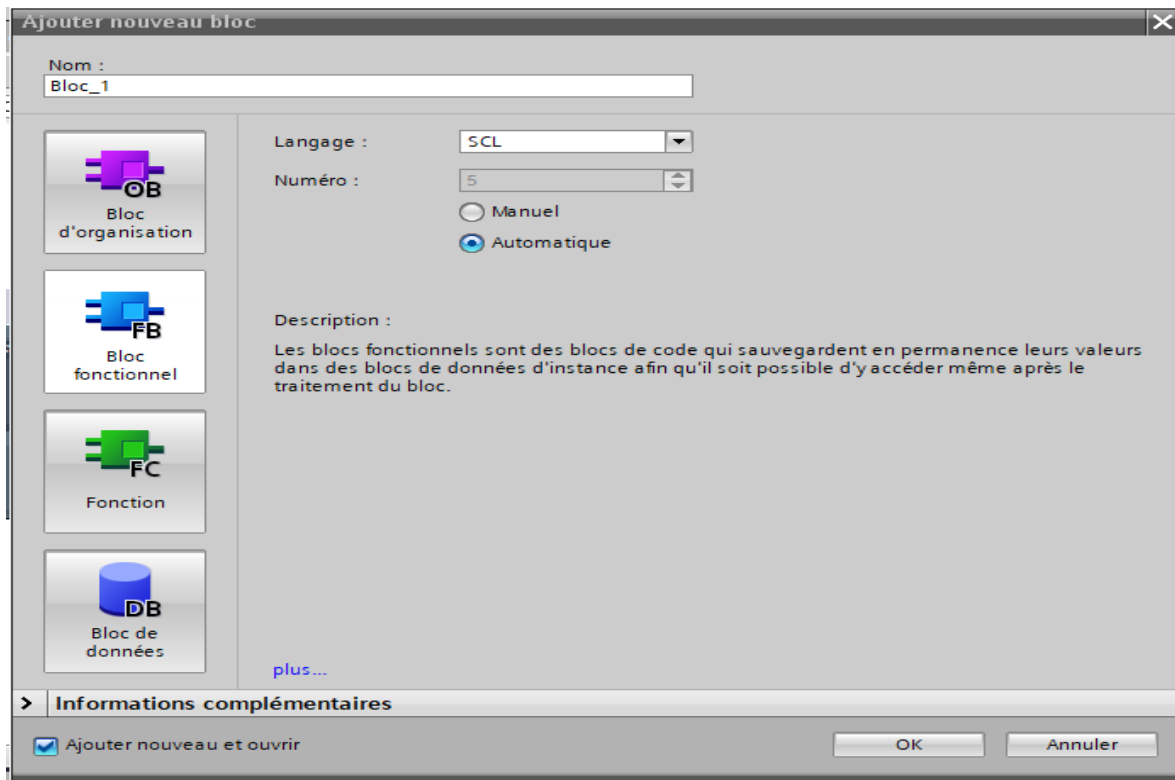 Ajouter nouveau bloc
Nom :
Bloc_1
OB
Bloc
d'organisation
FB
Bloc
fonctionnel
FC
Fonction
DB
Bloc de
données
Langage :
SCL
Numéro :
5
Manuel
Automatique
Description :
Les blocs fonctionnels sont des blocs de code qui sauvegardent en permanence leurs valeurs
dans des blocs de données d'instance afin qu'il soit possible d'y accéder même après le
traitement du bloc.
plus...
Informations complémentaires
Ajouter nouveau et ouvrir
OK
Annuler